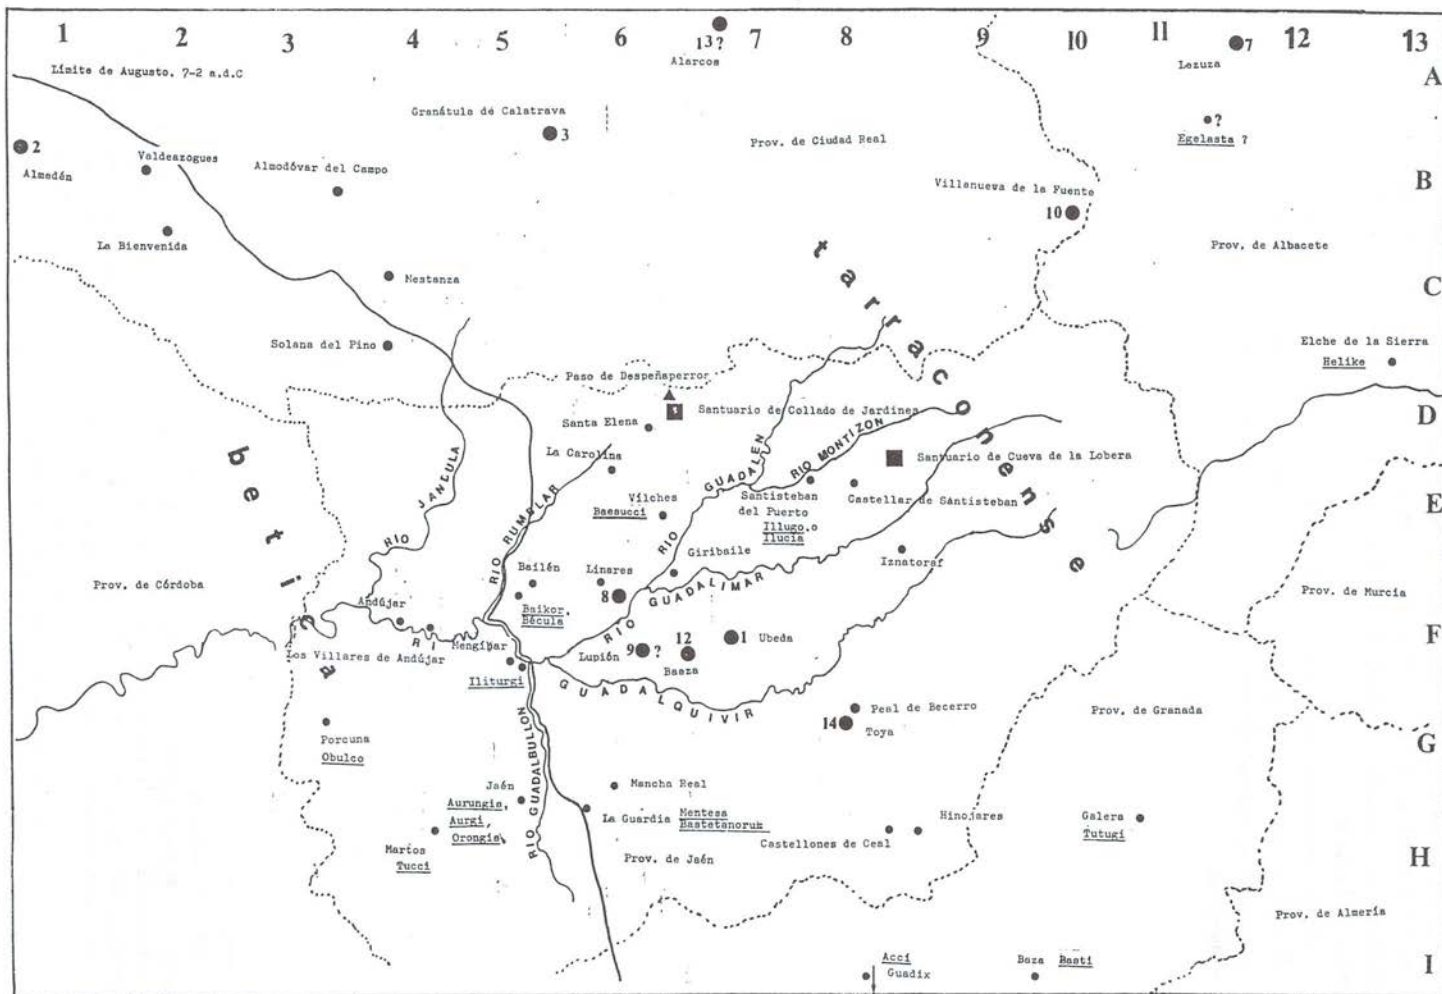 1 2 3 4 5 6 7 8 9 10 11 12 13
A
B
C
D
E
F
G
H
I
Límite de Augusto. 7-2 a.d.C
13 ?
Alarcos
7
Lezuza
Granátula de Calatrava
3
Prov. de Ciudad Real
?
Egelasta ?
2
Almadén
Valdeazogues
Almodóvar del Campo
Villanueva de la Fuente
10
La Bienvenida
Prov. de Albacete
Mestanza
Solana del Pino
Elche de la Sierra
Helike
tarraconense
betica
Paso de Despeñaperros
Santuario de Collado de Jardines
Santa Elena
RIO MONTIZON
Santuario de Cueva de la Lobera
La Carolina
RIO GUADALEN
RIO JANTULA
RIO RUMBLAR
Vilches
Baesucci
Santisteban
del Puerto
Illugo o
Ilucia
Castellar de Santisteban
Giribaile
Iznatoraf
Prov. de Córdoba
Bailén
Baikor,
Bécula
Linares
8
RIO GUADALIMAR
Prov. de Murcia
Andújar
Los Villares de Andújar
Mengíbar
Iliturgi
Lupión
9 ?
12
Baeza
1
Ubeda
RI
GUADALQUIVIR
Peal de Becerro
14
Toya
Prov. de Granada
Porcuna
Obulco
RIO GUADALBULLON
Jaén
Aurungis,
Aurgi,
Orongis
Mancha Real
La Guardia
Mentesa
Bastetanorum
Martos
Tucci
Prov. de Jaén
Castellones de Ceal
Hinojares
Galera
Tutugi
Prov. de Almería
Acci
Guadix
Baza Basti